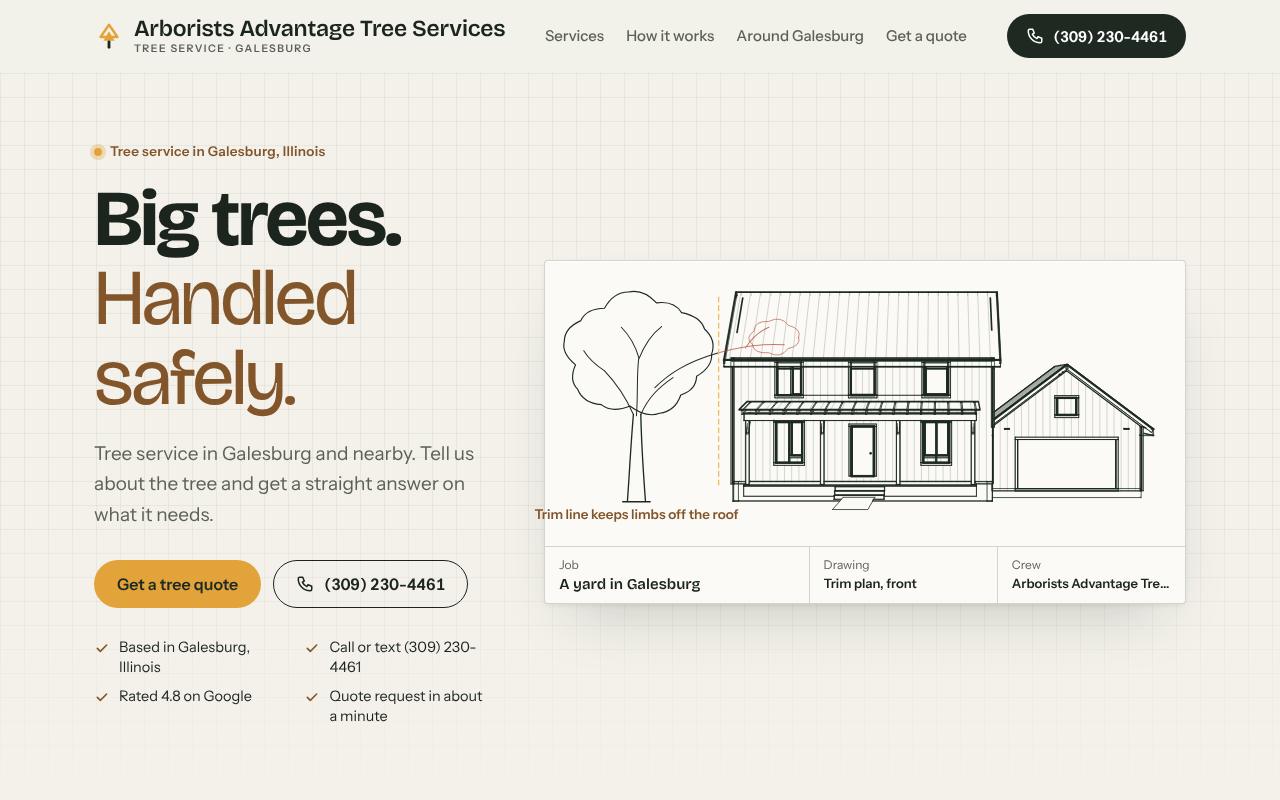 Arborists Advantage Tree Services
TREE SERVICE · GALESBURG
Services
How it works
Around Galesburg
Get a quote
(309) 230-4461
Tree service in Galesburg, Illinois
Big trees.
Handled
safely.
Tree service in Galesburg and nearby. Tell us
about the tree and get a straight answer on
what it needs.
Get a tree quote
(309) 230-4461
Based in Galesburg,
Illinois
Call or text (309) 230-
4461
Rated 4.8 on Google
Quote request in about
a minute
Trim line keeps limbs off the roof
Job
A yard in Galesburg
Drawing
Trim plan, front
Crew
Arborists Advantage Tre...